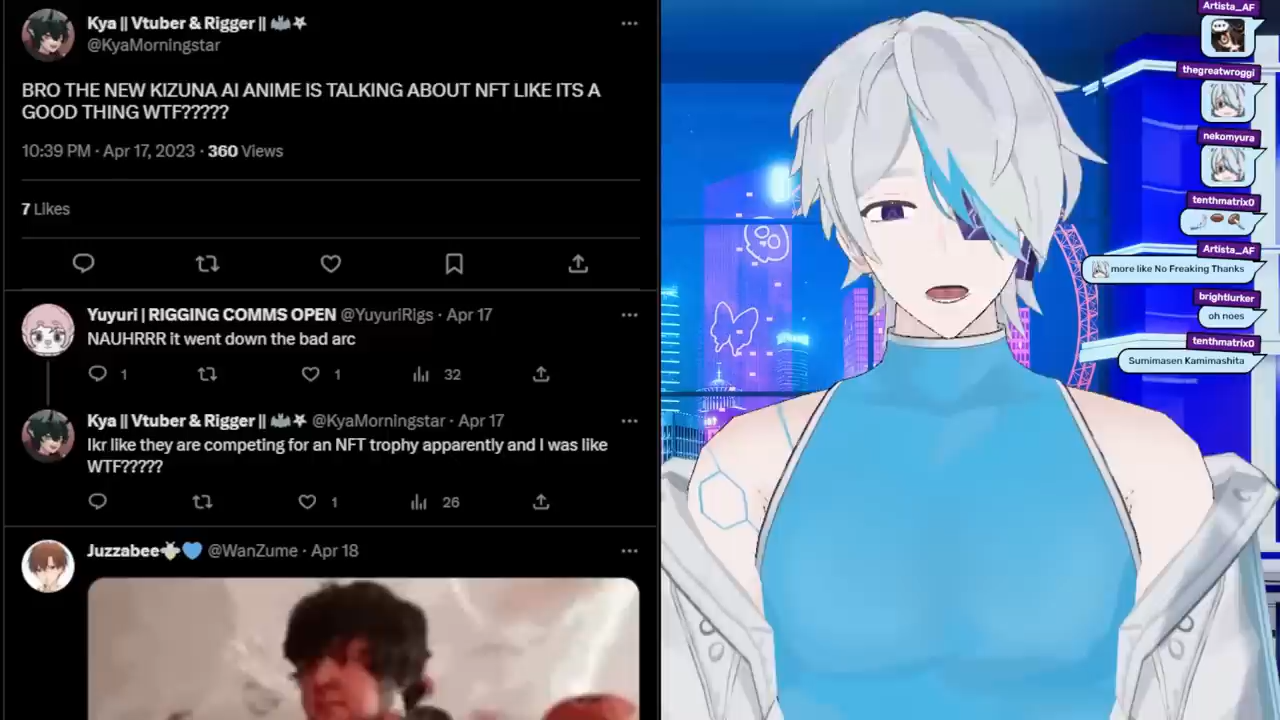 Kya || Vtuber & Rigger ||
@KyaMorningstar
BRO THE NEW KIZUNA AI ANIME IS TALKING ABOUT NFT LIKE ITS A
GOOD THING WTF?????
10:39 PM · Apr 17, 2023 · 360 Views
7 Likes
Yuyuri | RIGGING COMMS OPEN @YuyuriRigs · Apr 17
NAUHRRR it went down the bad arc
1 1 32
Kya || Vtuber & Rigger || @KyaMorningstar · Apr 17
Ikr like they are competing for an NFT trophy apparently and I was like
WTF?????
1 26
Juzzabee @WanZume · Apr 18
Artista_AF
thegreatwroggi
nekomyura
tenthmatrix0
Artista_AF
more like No Freaking Thanks
brightlurker
oh noes
tenthmatrix0
Sumimasen Kamimashita